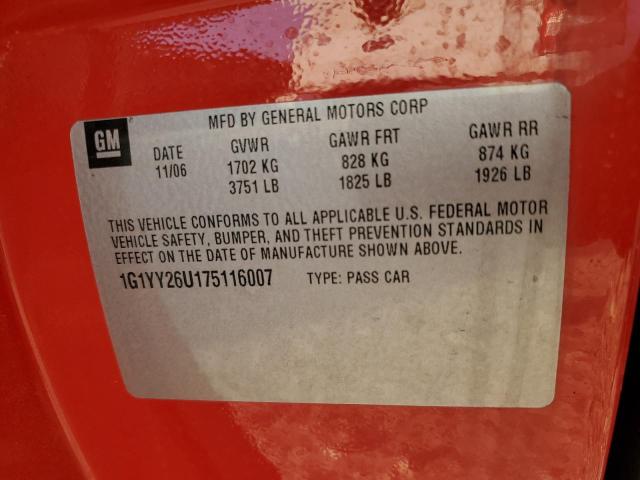 MFD BY GENERAL MOTORS CORP
GM
DATE GVWR GAWR FRT GAWR RR
11/06 1702 KG 828 KG 874 KG
3751 LB 1825 LB 1926 LB
THIS VEHICLE CONFORMS TO ALL APPLICABLE U.S. FEDERAL MOTOR
VEHICLE SAFETY, BUMPER, AND THEFT PREVENTION STANDARDS IN
EFFECT ON THE DATE OF MANUFACTURE SHOWN ABOVE.
1G1YY26U175116007 TYPE: PASS CAR